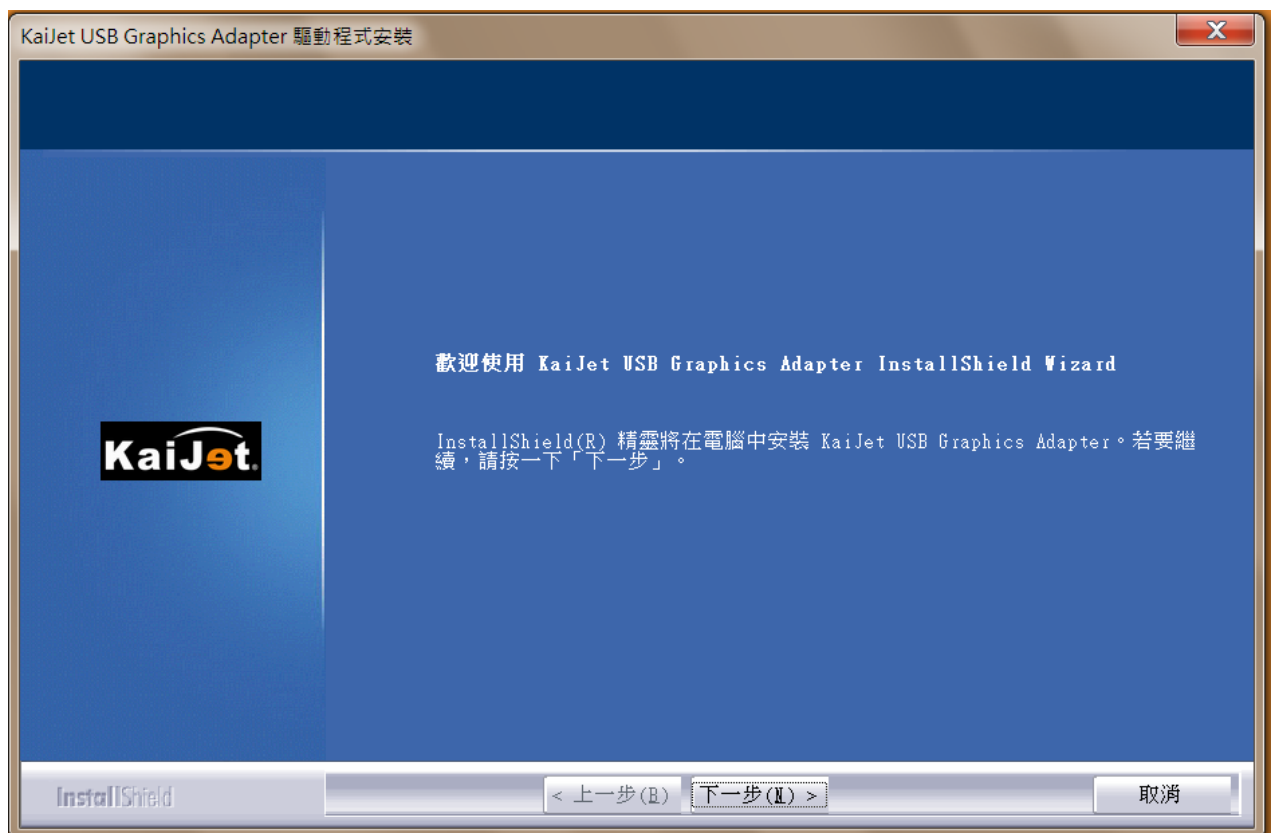 KaiJet USB Graphics Adapter 驅動程式安裝
歡迎使用 KaiJet USB Graphics Adapter InstallShield Wizard
InstallShield(R) 精靈將在電腦中安裝 KaiJet USB Graphics Adapter。若要繼
續，請按一下「下一步」。
KaiJet.
InstallShield
< 上一步(B)
下一步(N) >
取消